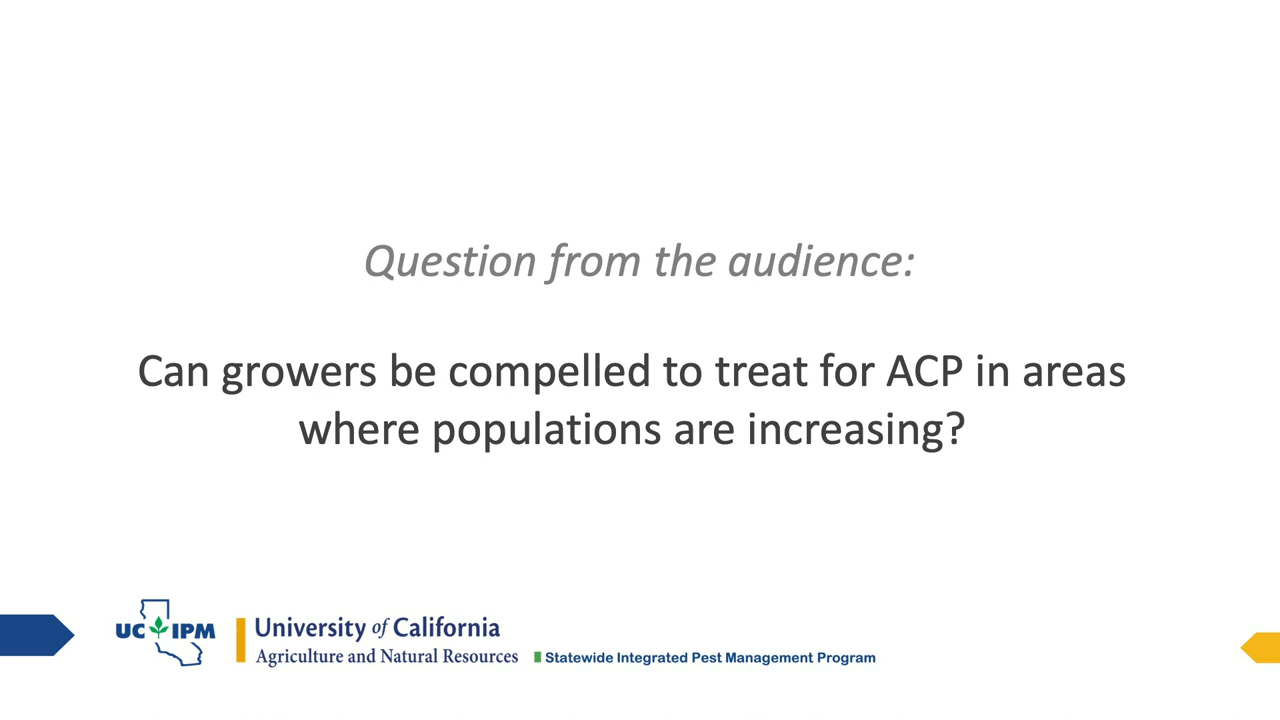 Question from the audience:
Can growers be compelled to treat for ACP in areas
where populations are increasing?
UC IPM
University of California
Agriculture and Natural Resources
Statewide Integrated Pest Management Program